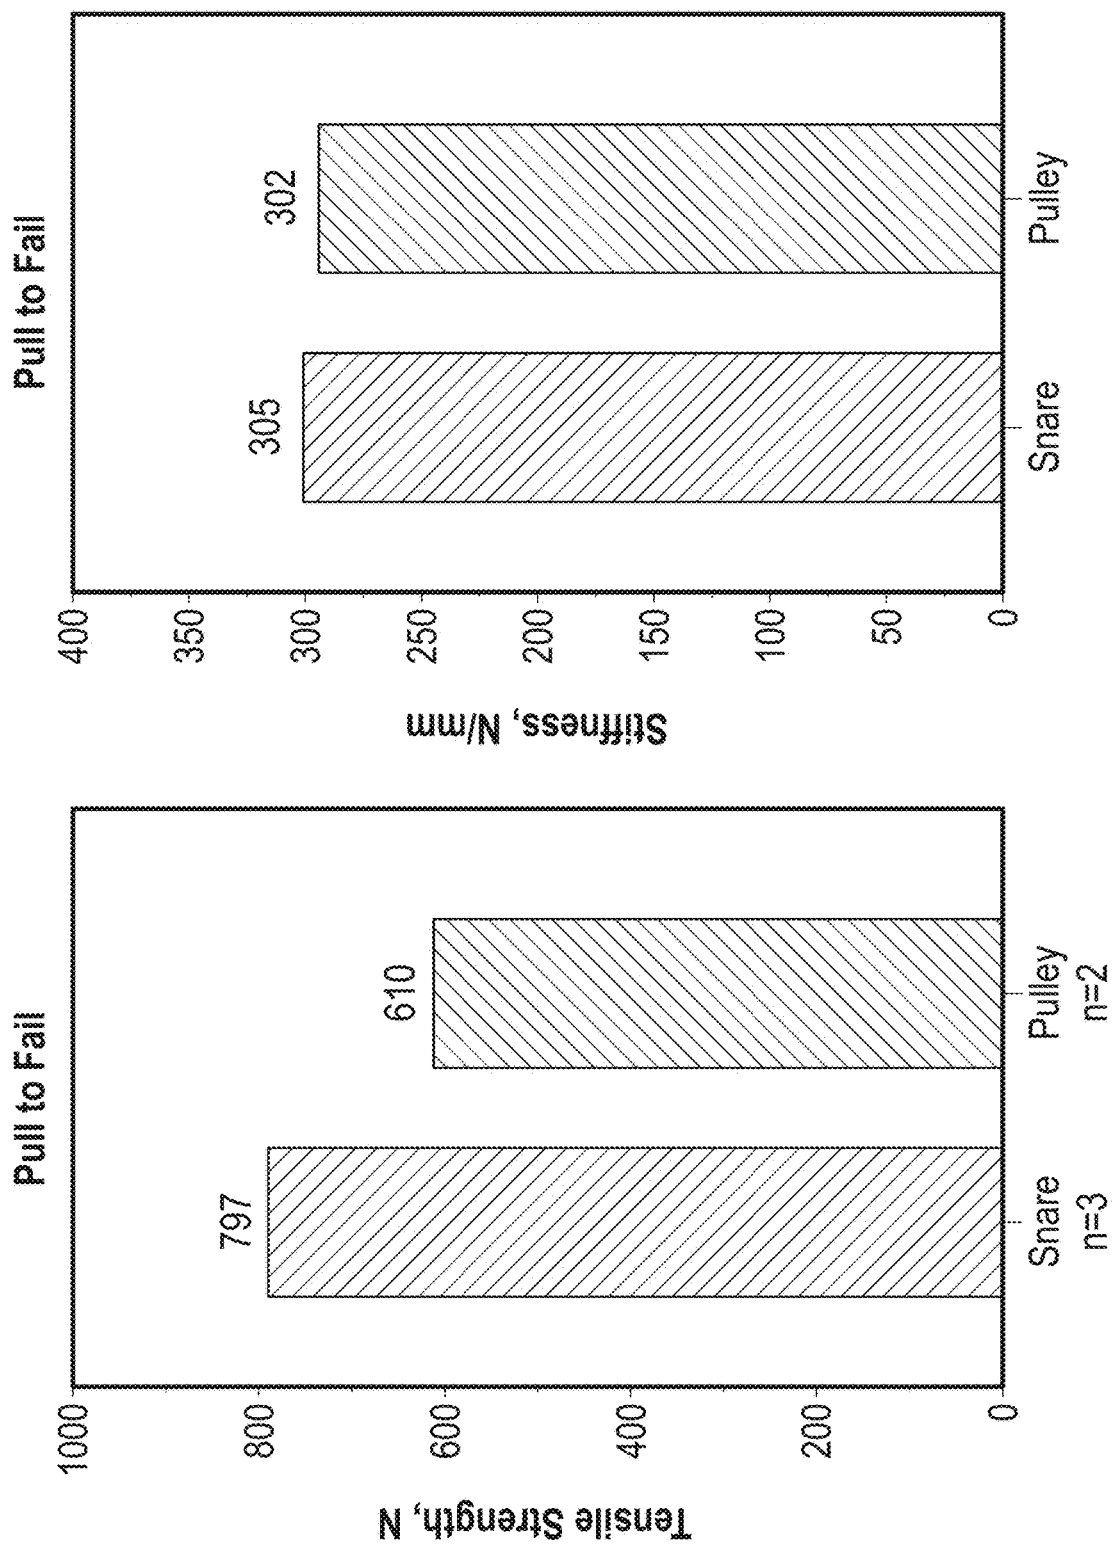 Pull to Fail
Tensile Strength, N
1000
800
600
400
200
0
797
610
Snare
Pulley
n=3
n=2
Pull to Fail
Stiffness, N/mm
400
350
300
250
200
150
100
50
0
305
302
Snare
Pulley